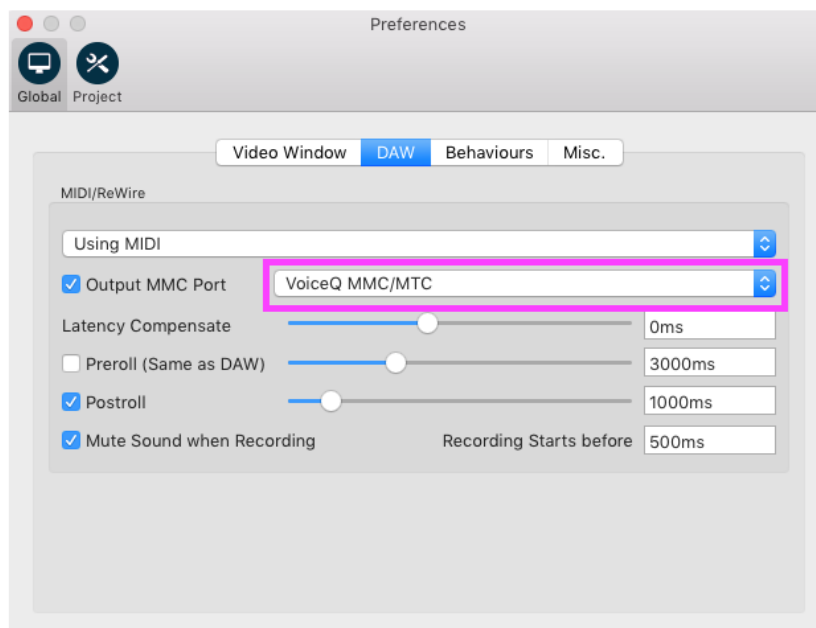 Preferences
Global Project
Video Window DAW Behaviours Misc.
MIDI/ReWire
Using MIDI
Output MMC Port VoiceQ MMC/MTC
Latency Compensate 0ms
Preroll (Same as DAW) 3000ms
Postroll 1000ms
Mute Sound when Recording Recording Starts before 500ms